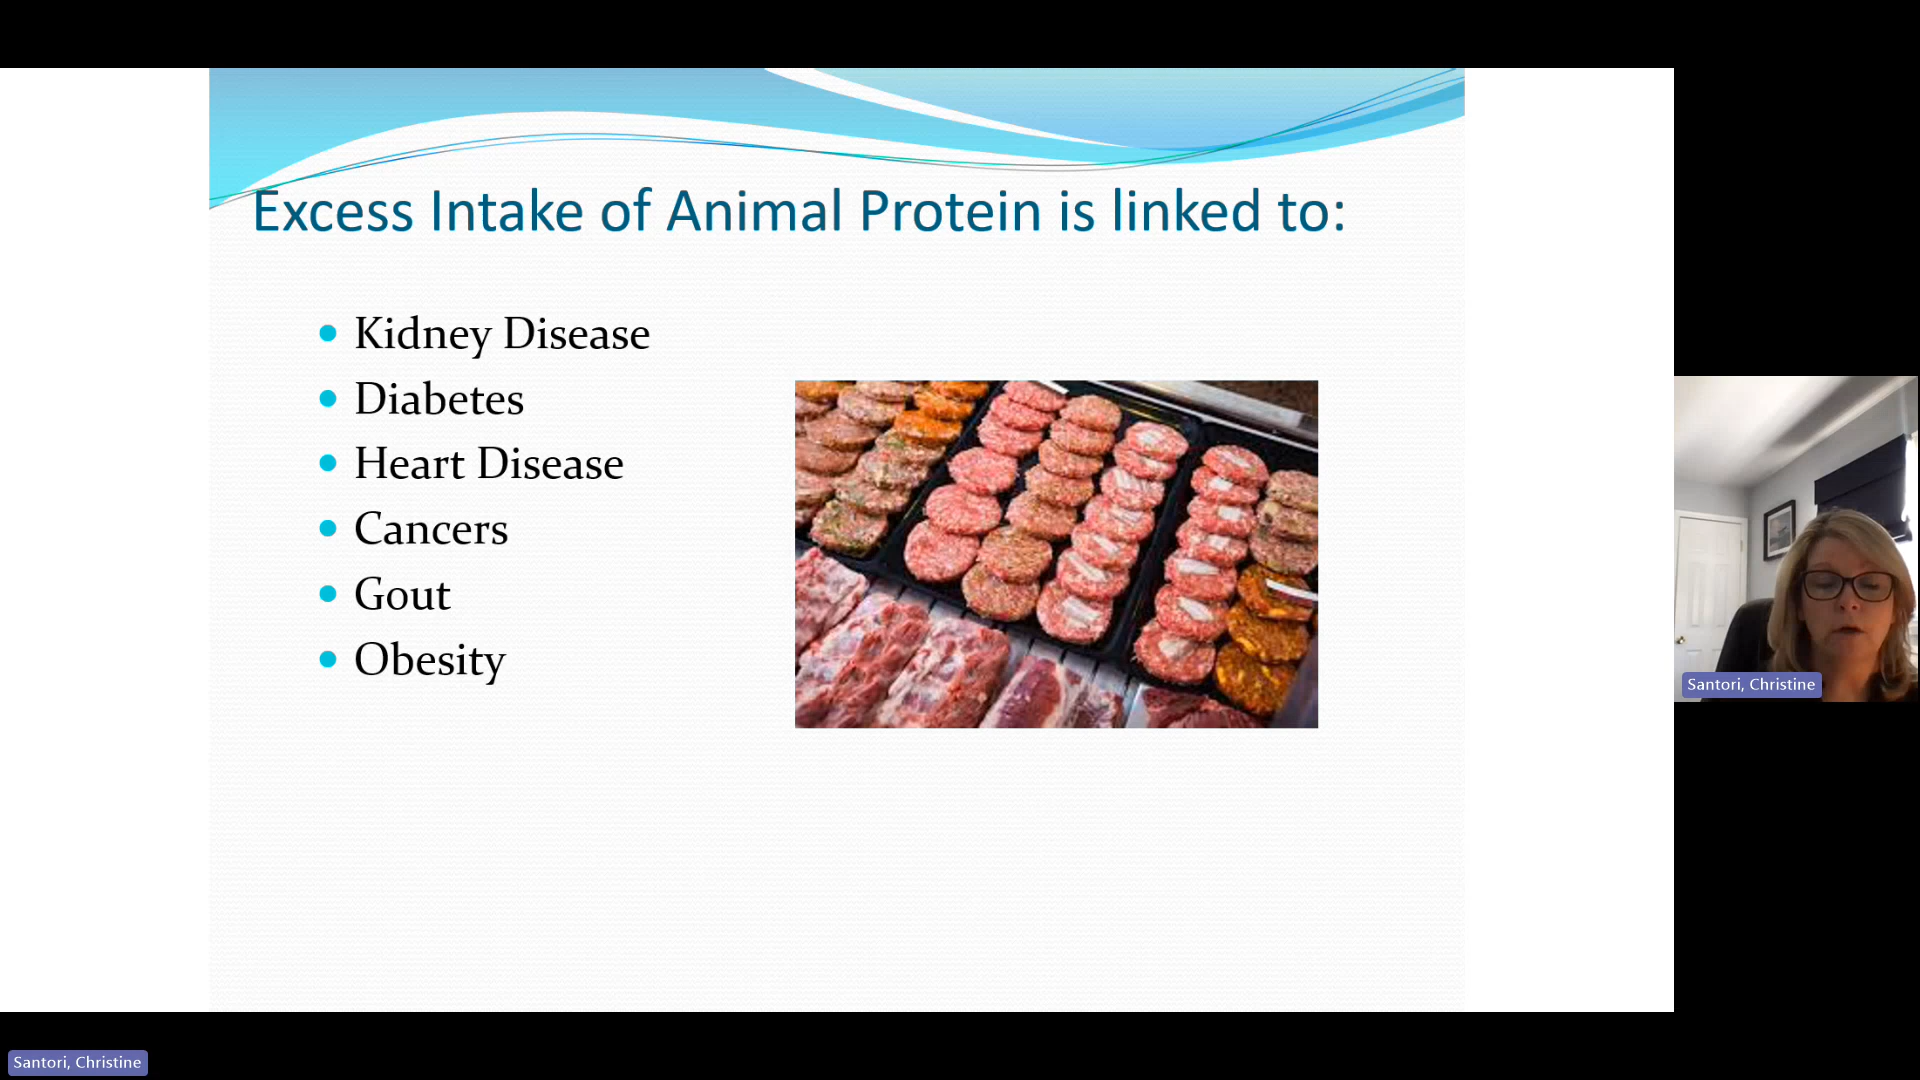 Excess Intake of Animal Protein is linked to:
Kidney Disease
Diabetes
Heart Disease
Cancers
Gout
Obesity
Santori, Christine
Santori, Christine